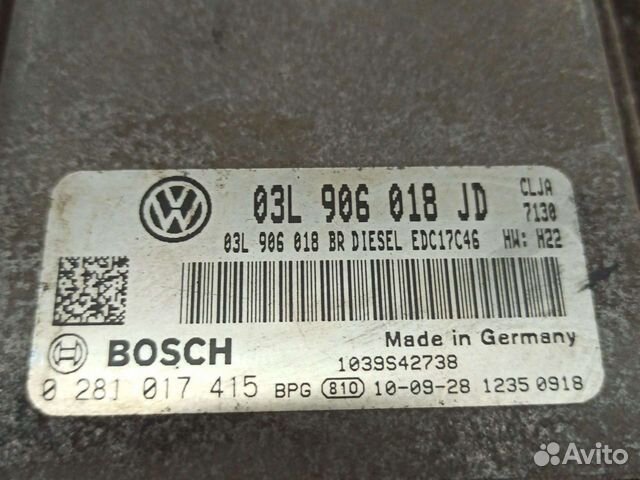 03L 906 018 JD CLJA
7130
03L 906 018 BR DIESEL EDC17C46 HW: H22
BOSCH Made in Germany
1039S42738
0 281 017 415 BPG 810 10-09-28 1235 0918
Avito